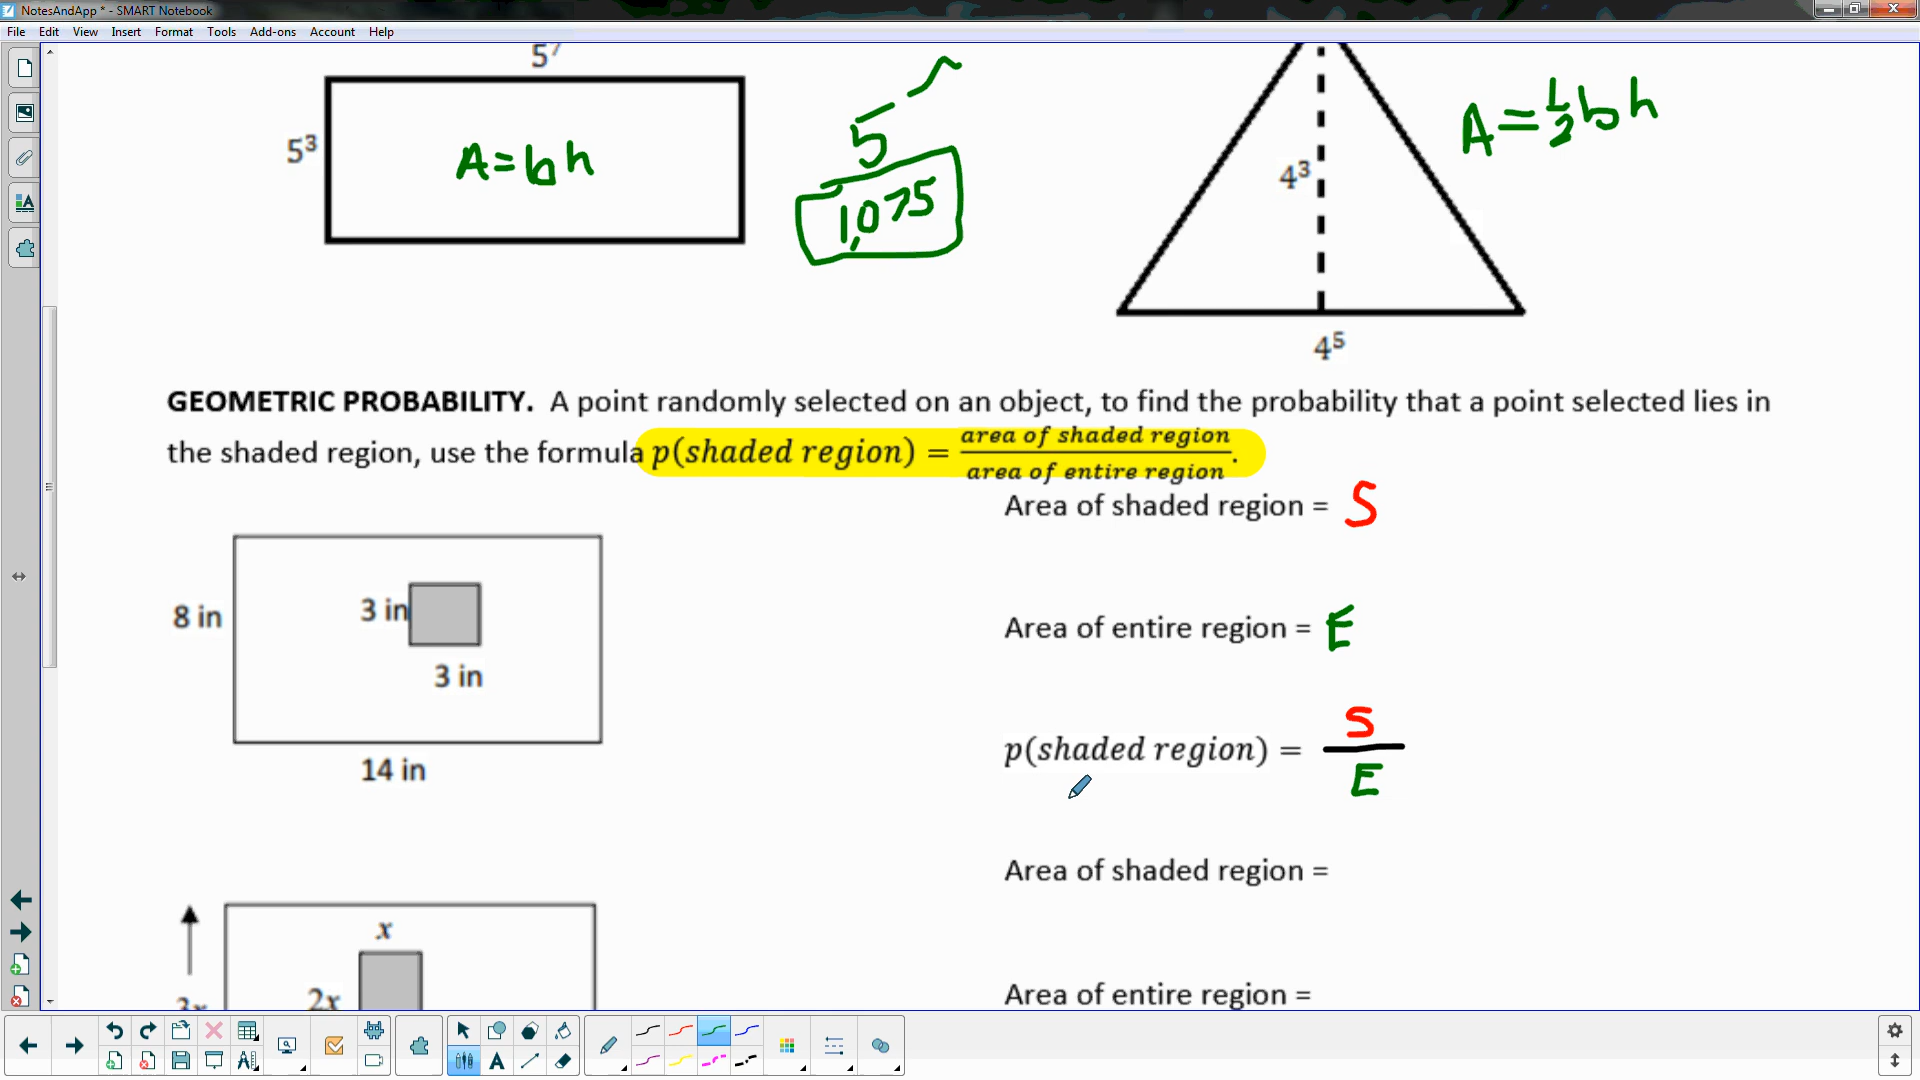 NotesAndApp * - SMART Notebook
File Edit View Insert Format Tools Add-ons Account Help
5⁷
5³
A=bh
5
1,075
4³
A=½bh
4⁵
GEOMETRIC PROBABILITY. A point randomly selected on an object, to find the probability that a point selected lies in
the shaded region, use the formula p(shaded region) = area of shaded region / area of entire region.
Area of shaded region = S
8 in
3 in
3 in
14 in
Area of entire region = E
p(shaded region) = S / E
Area of shaded region =
x
2x
Area of entire region =